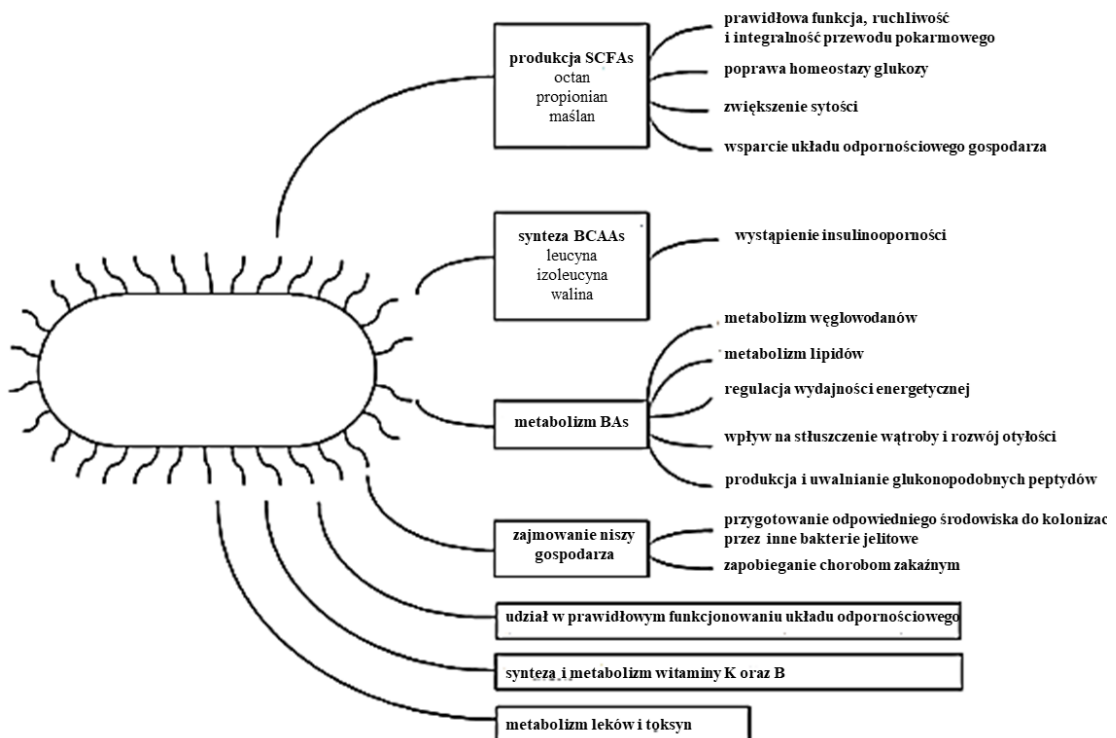 produkcja SCFAs
octan
propionian
maślan
prawidłowa funkcja, ruchliwość
i integralność przewodu pokarmowego
poprawa homeostazy glukozy
zwiększenie sytości
wsparcie układu odpornościowego gospodarza
synteza BCAAs
leucyna
izoleucyna
walina
wystąpienie insulinooporności
metabolizm BAs
metabolizm węglowodanów
metabolizm lipidów
regulacja wydajności energetycznej
wpływ na stłuszczenie wątroby i rozwój otyłości
produkcja i uwalnianie glukonopodobnych peptydów
zajmowanie niszy
gospodarza
przygotowanie odpowiedniego środowiska do kolonizac
przez inne bakterie jelitowe
zapobieganie chorobom zakaźnym
udział w prawidłowym funkcjonowaniu układu odpornościowego
synteza i metabolizm witaminy K oraz B
metabolizm leków i toksyn